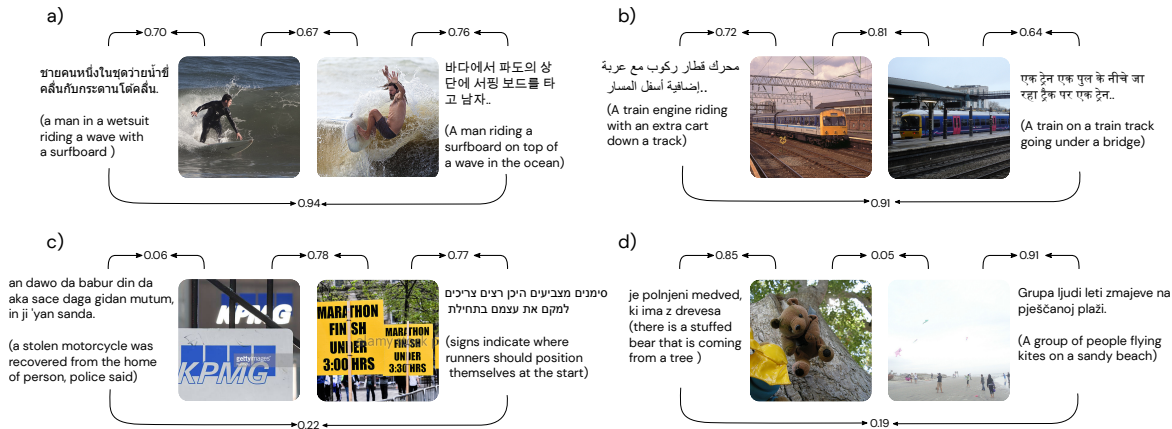 a)
0.70
0.67
0.76
ชายคนหนึ่งในชุดว่ายน้ำขี่
คลื่นกับกระดานโต้คลื่น.
(a man in a wetsuit
riding a wave with
a surfboard )
바다에서 파도의 상
단에 서핑 보드를 타
고 남자..
(A man riding a
surfboard on top of
a wave in the ocean)
0.94
b)
0.72
0.81
0.64
محرك قطار ركوب مع عربة
إضافية أسفل المسار..
(A train engine riding
with an extra cart
down a track)
एक ट्रेन एक पुल के नीचे जा
रहा ट्रैक पर एक ट्रेन..
(A train on a train track
going under a bridge)
0.91
c)
0.06
0.78
0.77
an dawo da babur din da
aka sace daga gidan mutum,
in ji 'yan sanda.
(a stolen motorcycle was
recovered from the home
of person, police said)
KPMG
gettyimages
KPMG
MARATHON
FINISH
UNDER
3:00 HRS
MARATHON
FINISH
UNDER
3:30 HRS
סימנים מצביעים היכן רצים צריכים
למקם את עצמם בתחילת
(signs indicate where
runners should position
themselves at the start)
0.22
d)
0.85
0.05
0.91
je polnjeni medved,
ki ima z drevesa
(there is a stuffed
bear that is coming
from a tree )
Grupa ljudi leti zmajeve na
pješčanoj plaži.
(A group of people flying
kites on a sandy beach)
0.19